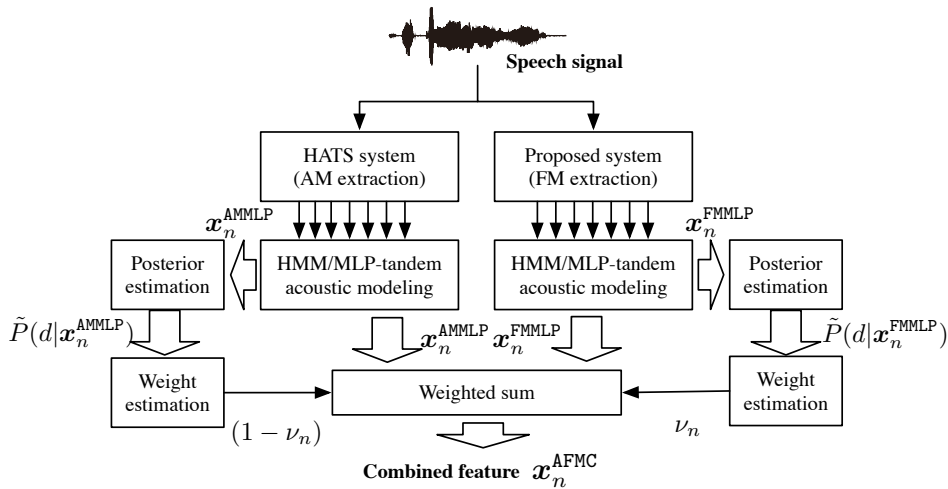 Speech signal
HATS system
(AM extraction)
Proposed system
(FM extraction)
x_n^AMMLP
x_n^FMMLP
Posterior
estimation
HMM/MLP-tandem
acoustic modeling
HMM/MLP-tandem
acoustic modeling
Posterior
estimation
P̃(d|x_n^AMMLP)
x_n^AMMLP x_n^FMMLP
P̃(d|x_n^FMMLP)
Weight
estimation
Weighted sum
Weight
estimation
(1 − ν_n)
ν_n
Combined feature x_n^AFMC